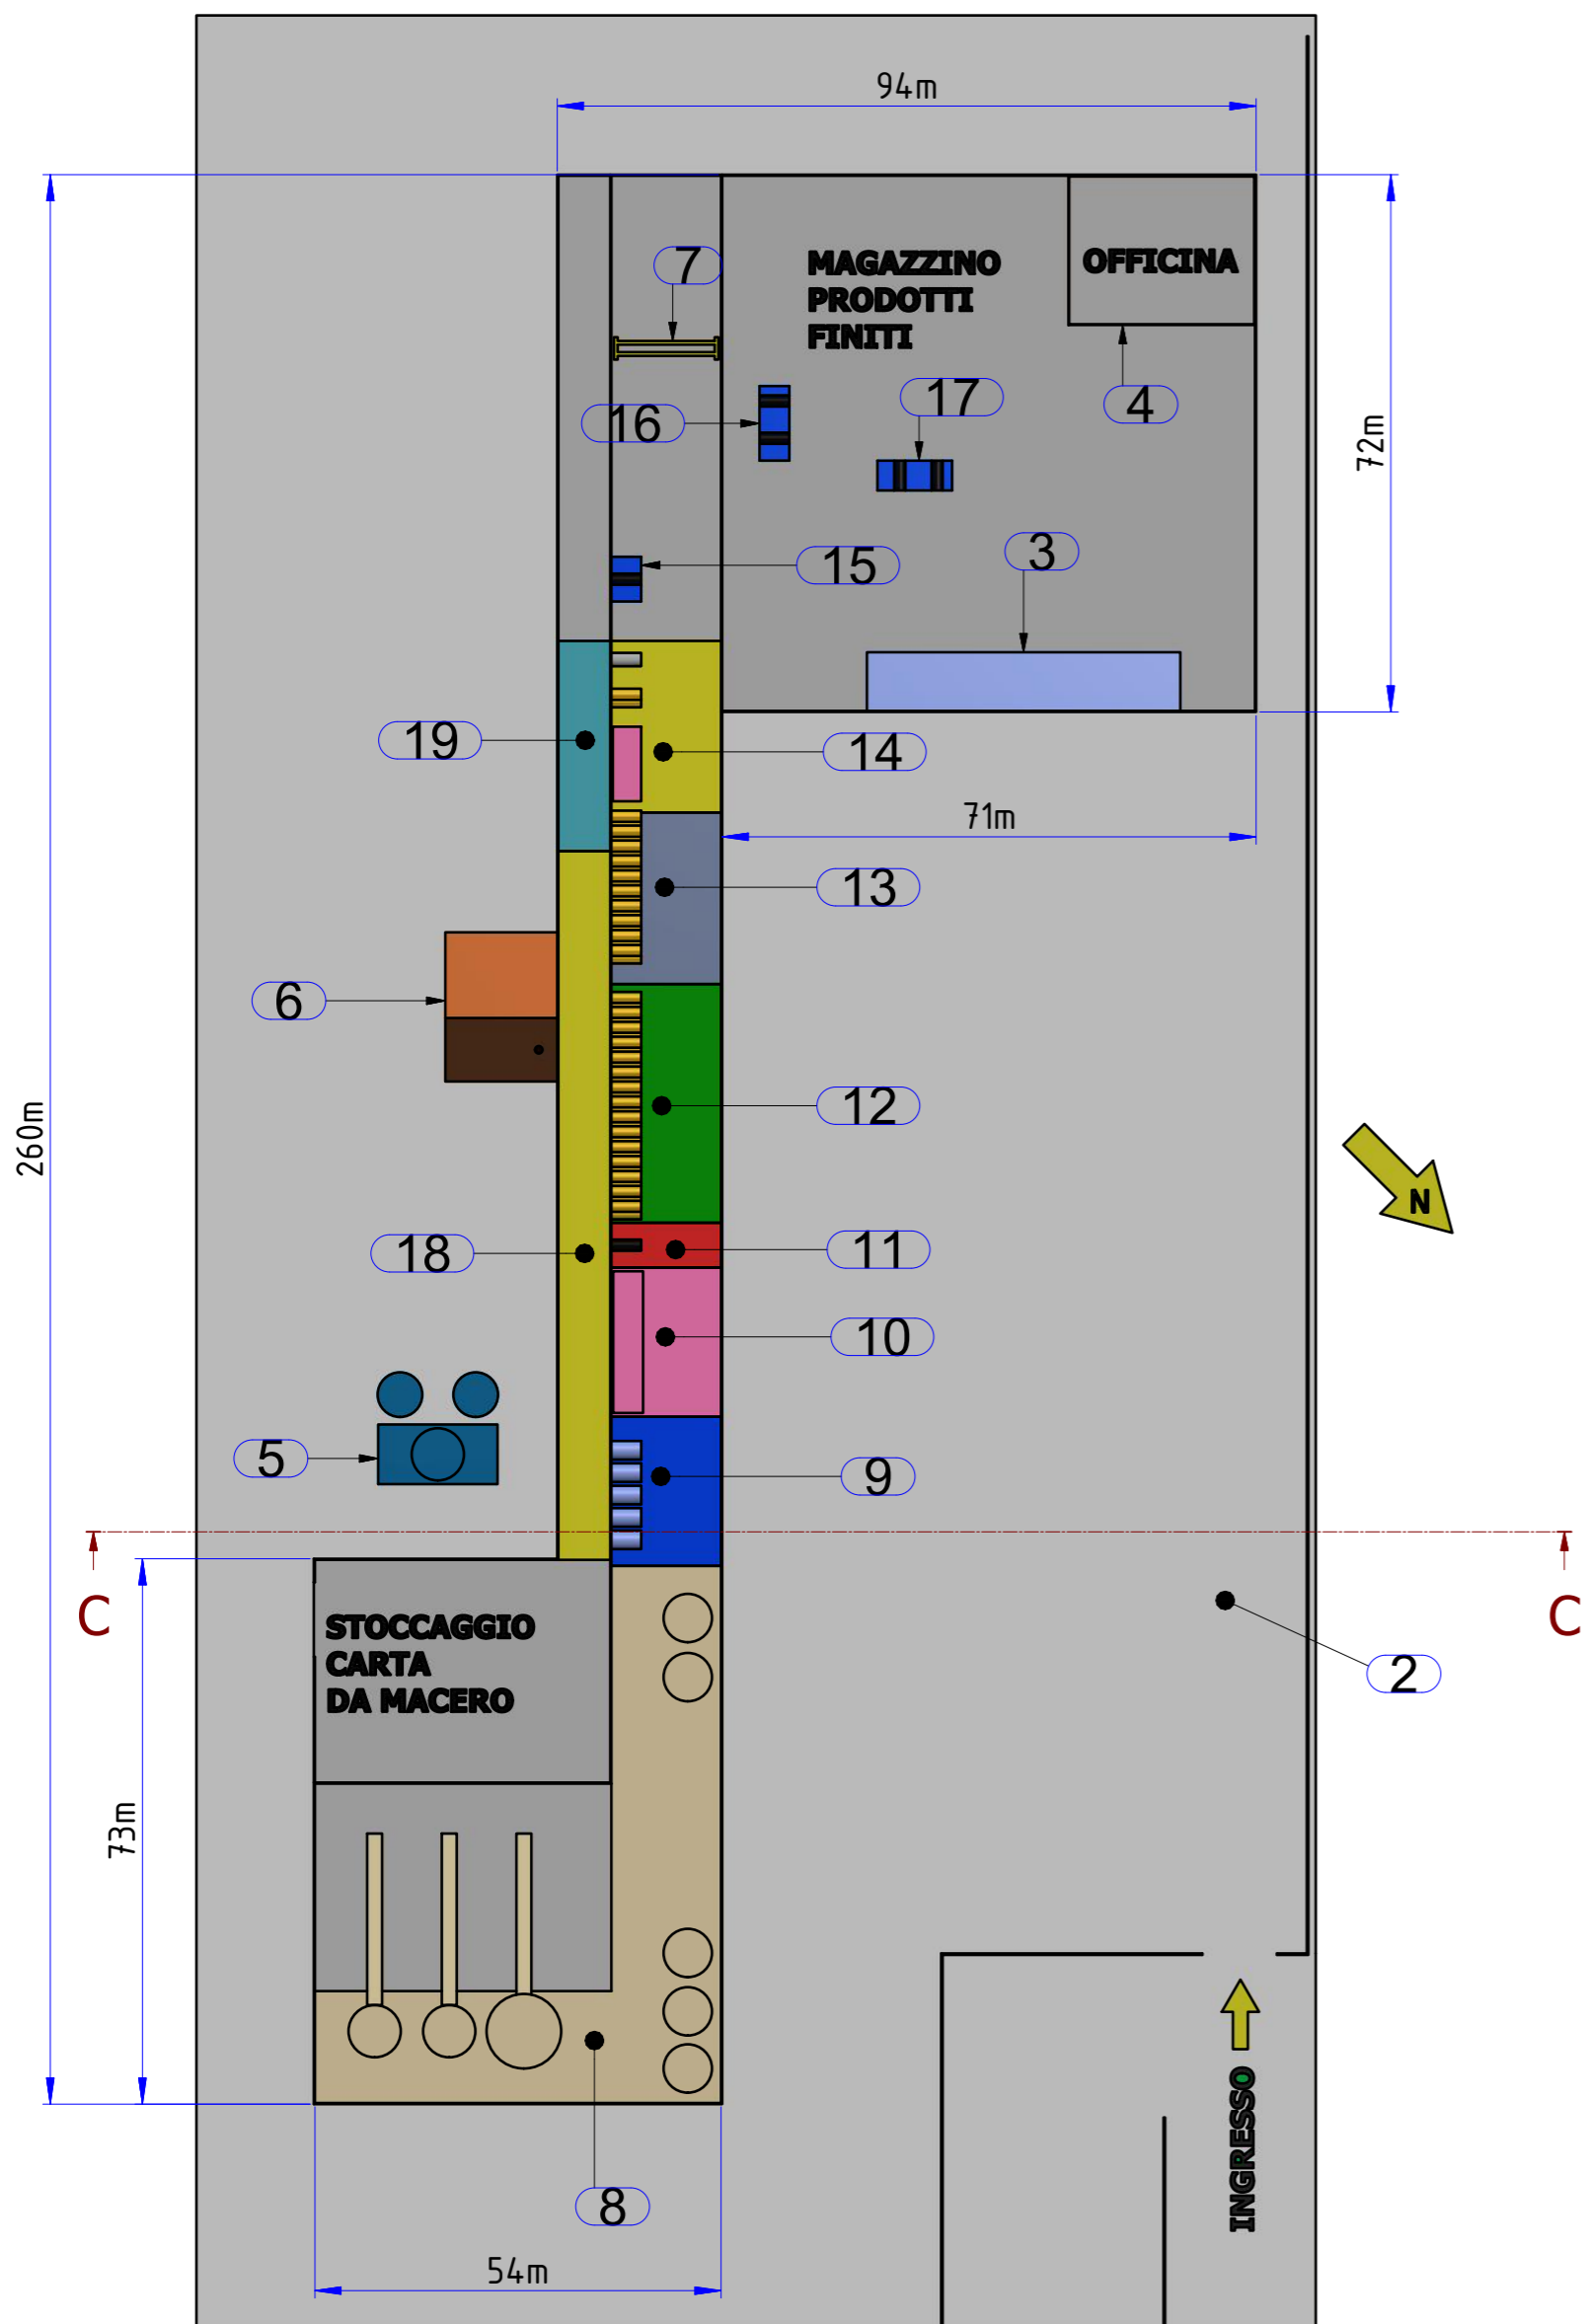 94m
7
MAGAZZINO
PRODOTTI
FINITI
OFFICINA
16
17
4
72m
15
3
19
14
71m
13
6
12
260m
N
18
11
10
5
9
C
C
STOCCAGGIO
CARTA
DA MACERO
2
73m
INGRESSO
8
54m